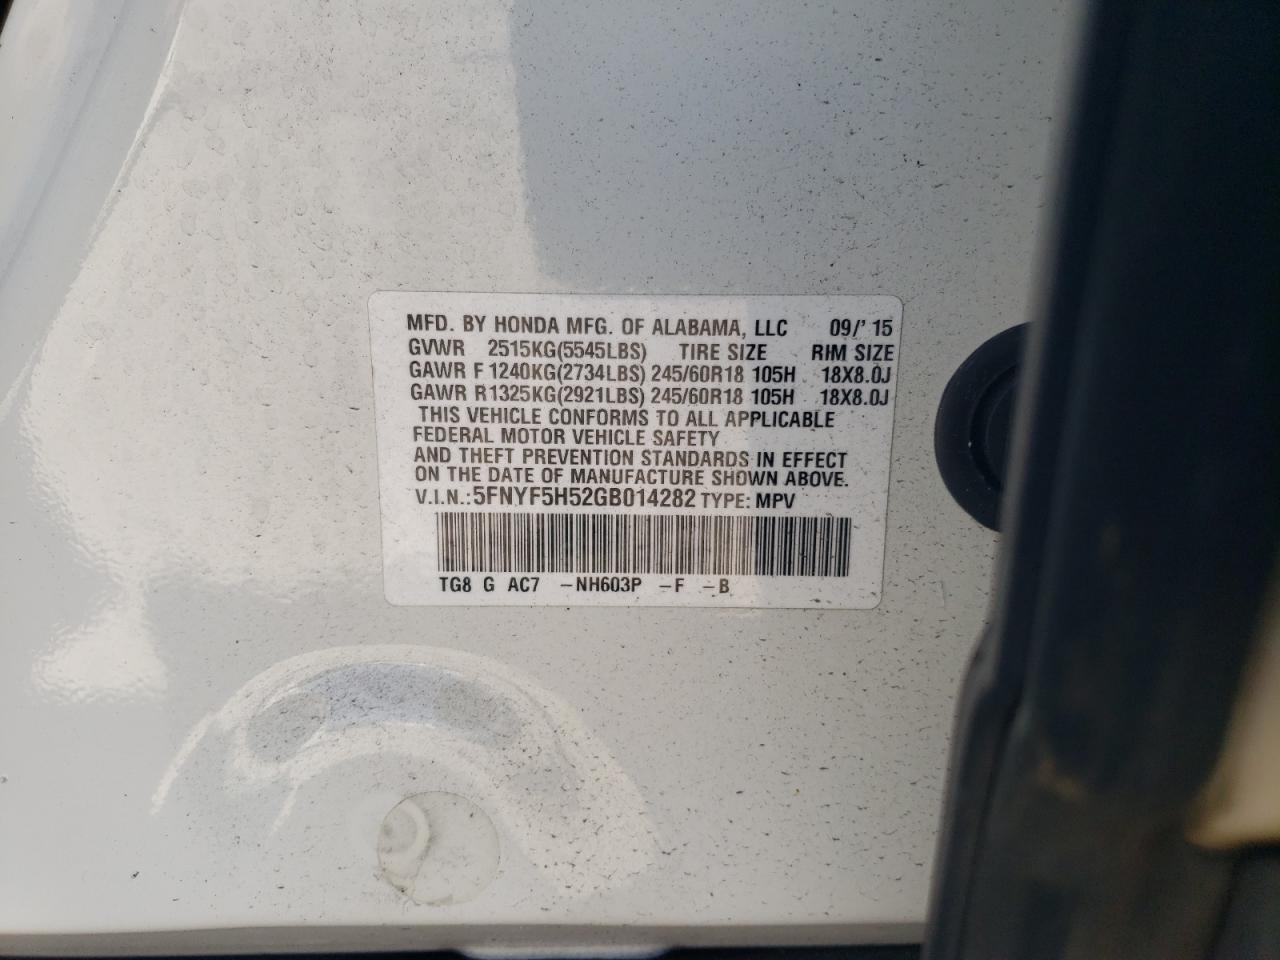 MFD. BY HONDA MFG. OF ALABAMA, LLC 09/'15
GVWR 2515KG(5545LBS) TIRE SIZE RIM SIZE
GAWR F 1240KG(2734LBS) 245/60R18 105H 18X8.0J
GAWR R1325KG(2921LBS) 245/60R18 105H 18X8.0J
THIS VEHICLE CONFORMS TO ALL APPLICABLE
FEDERAL MOTOR VEHICLE SAFETY
AND THEFT PREVENTION STANDARDS IN EFFECT
ON THE DATE OF MANUFACTURE SHOWN ABOVE.
V.I.N.:5FNYF5H52GB014282 TYPE: MPV
TG8 G AC7 -NH603P -F -B